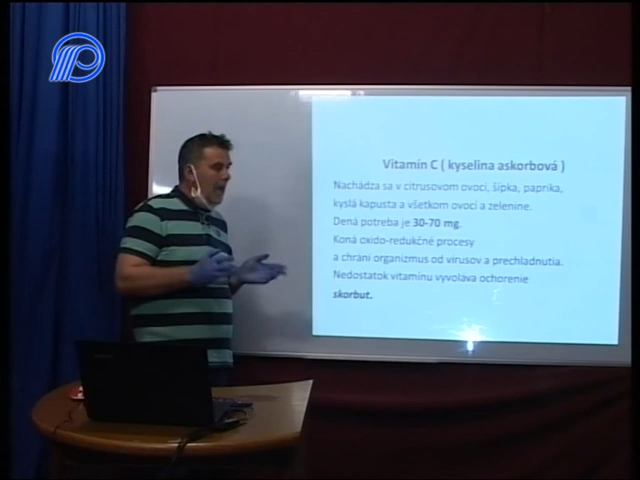 Vitamín C ( kyselina askorbová )
Nachádza sa v citrusovom ovocí, šípka, paprika,
kyslá kapusta a všetkom ovocí a zelenine.
Dená potreba je 30-70 mg.
Koná oxido-redukčné procesy
a chráni organizmus od vírusov a prechladnutia.
Nedostatok vitamínu vyvoláva ochorenie
skorbut.